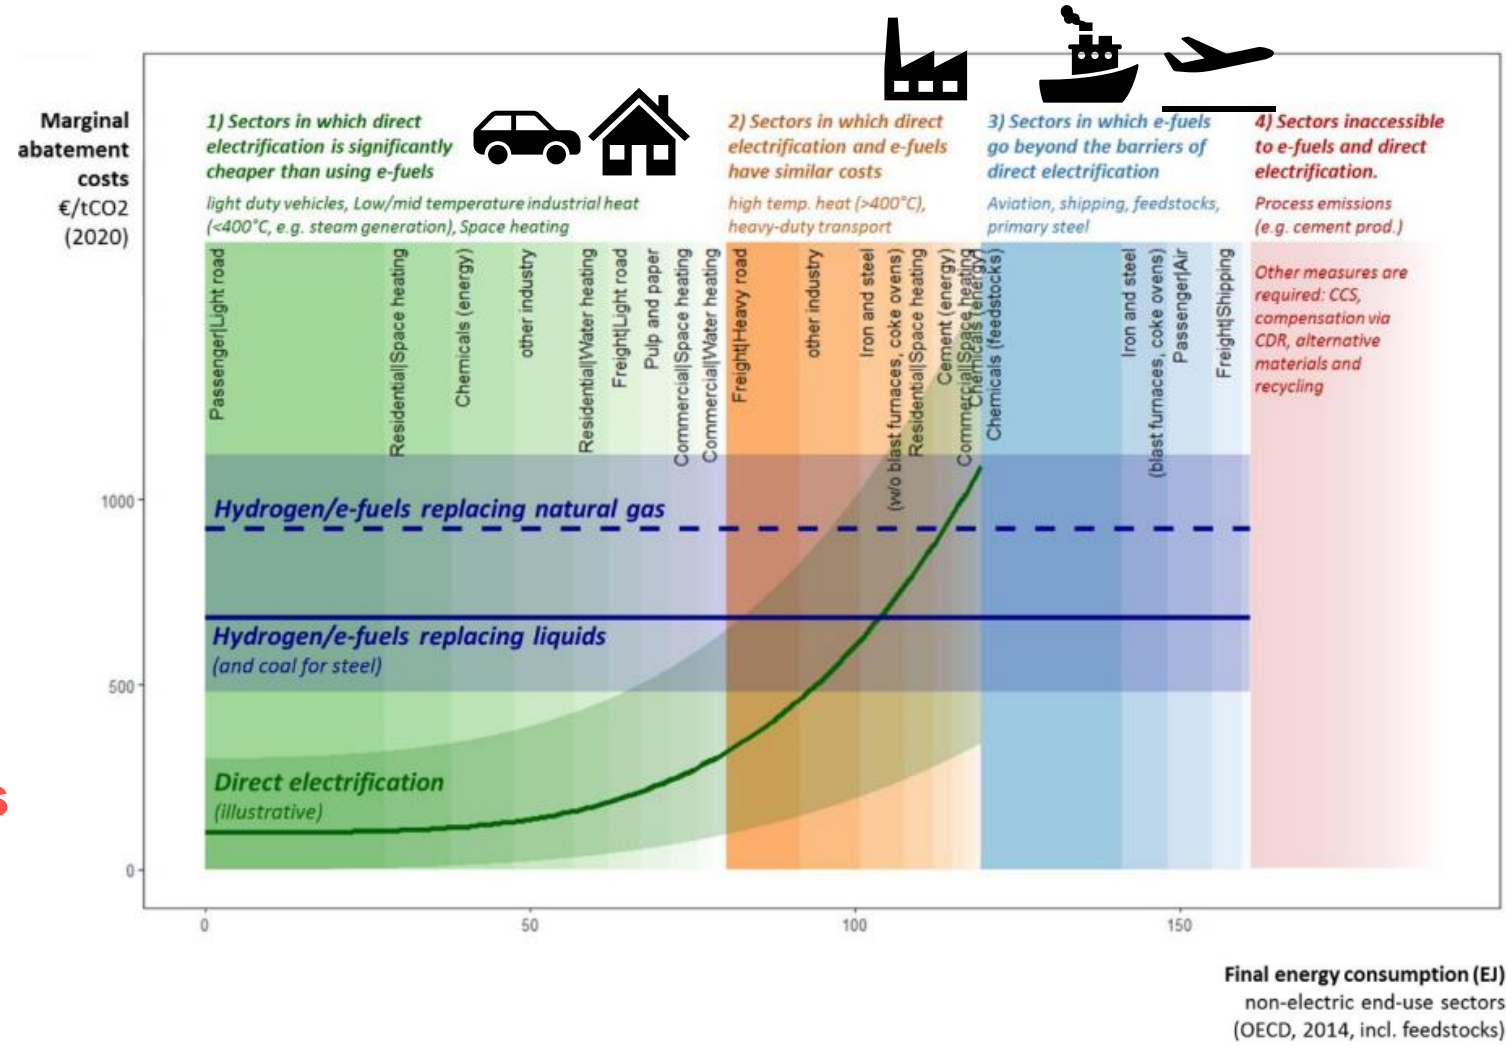 Marginal
abatement
costs
€/tCO2
(2020)
1) Sectors in which direct
electrification is significantly
cheaper than using e-fuels
light duty vehicles, Low/mid temperature industrial heat
(<400°C, e.g. steam generation), Space heating
2) Sectors in which direct
electrification and e-fuels
have similar costs
high temp. heat (>400°C),
heavy-duty transport
3) Sectors in which e-fuels
go beyond the barriers of
direct electrification
Aviation, shipping, feedstocks,
primary steel
4) Sectors inaccessible
to e-fuels and direct
electrification.
Process emissions
(e.g. cement prod.)
Other measures are
required: CCS,
compensation via
CDR, alternative
materials and
recycling
Passenger|Light road
Residential|Space heating
Chemicals (energy)
other industry
Residential|Water heating
Freight|Light road
Pulp and paper
Commercial|Space heating
Commercial|Water heating
Freight|Heavy road
other industry
Iron and steel
(w/o blast furnaces, coke ovens)
Residential|Space heating
Cement (energy)
Commercial|Space heating
Chemicals (energy)
Chemicals (feedstocks)
Iron and steel
(blast furnaces, coke ovens)
Passenger|Air
Freight|Shipping
1000
500
0
Hydrogen/e-fuels replacing natural gas
Hydrogen/e-fuels replacing liquids
(and coal for steel)
Direct electrification
(illustrative)
s
0
50
100
150
Final energy consumption (EJ)
non-electric end-use sectors
(OECD, 2014, incl. feedstocks)